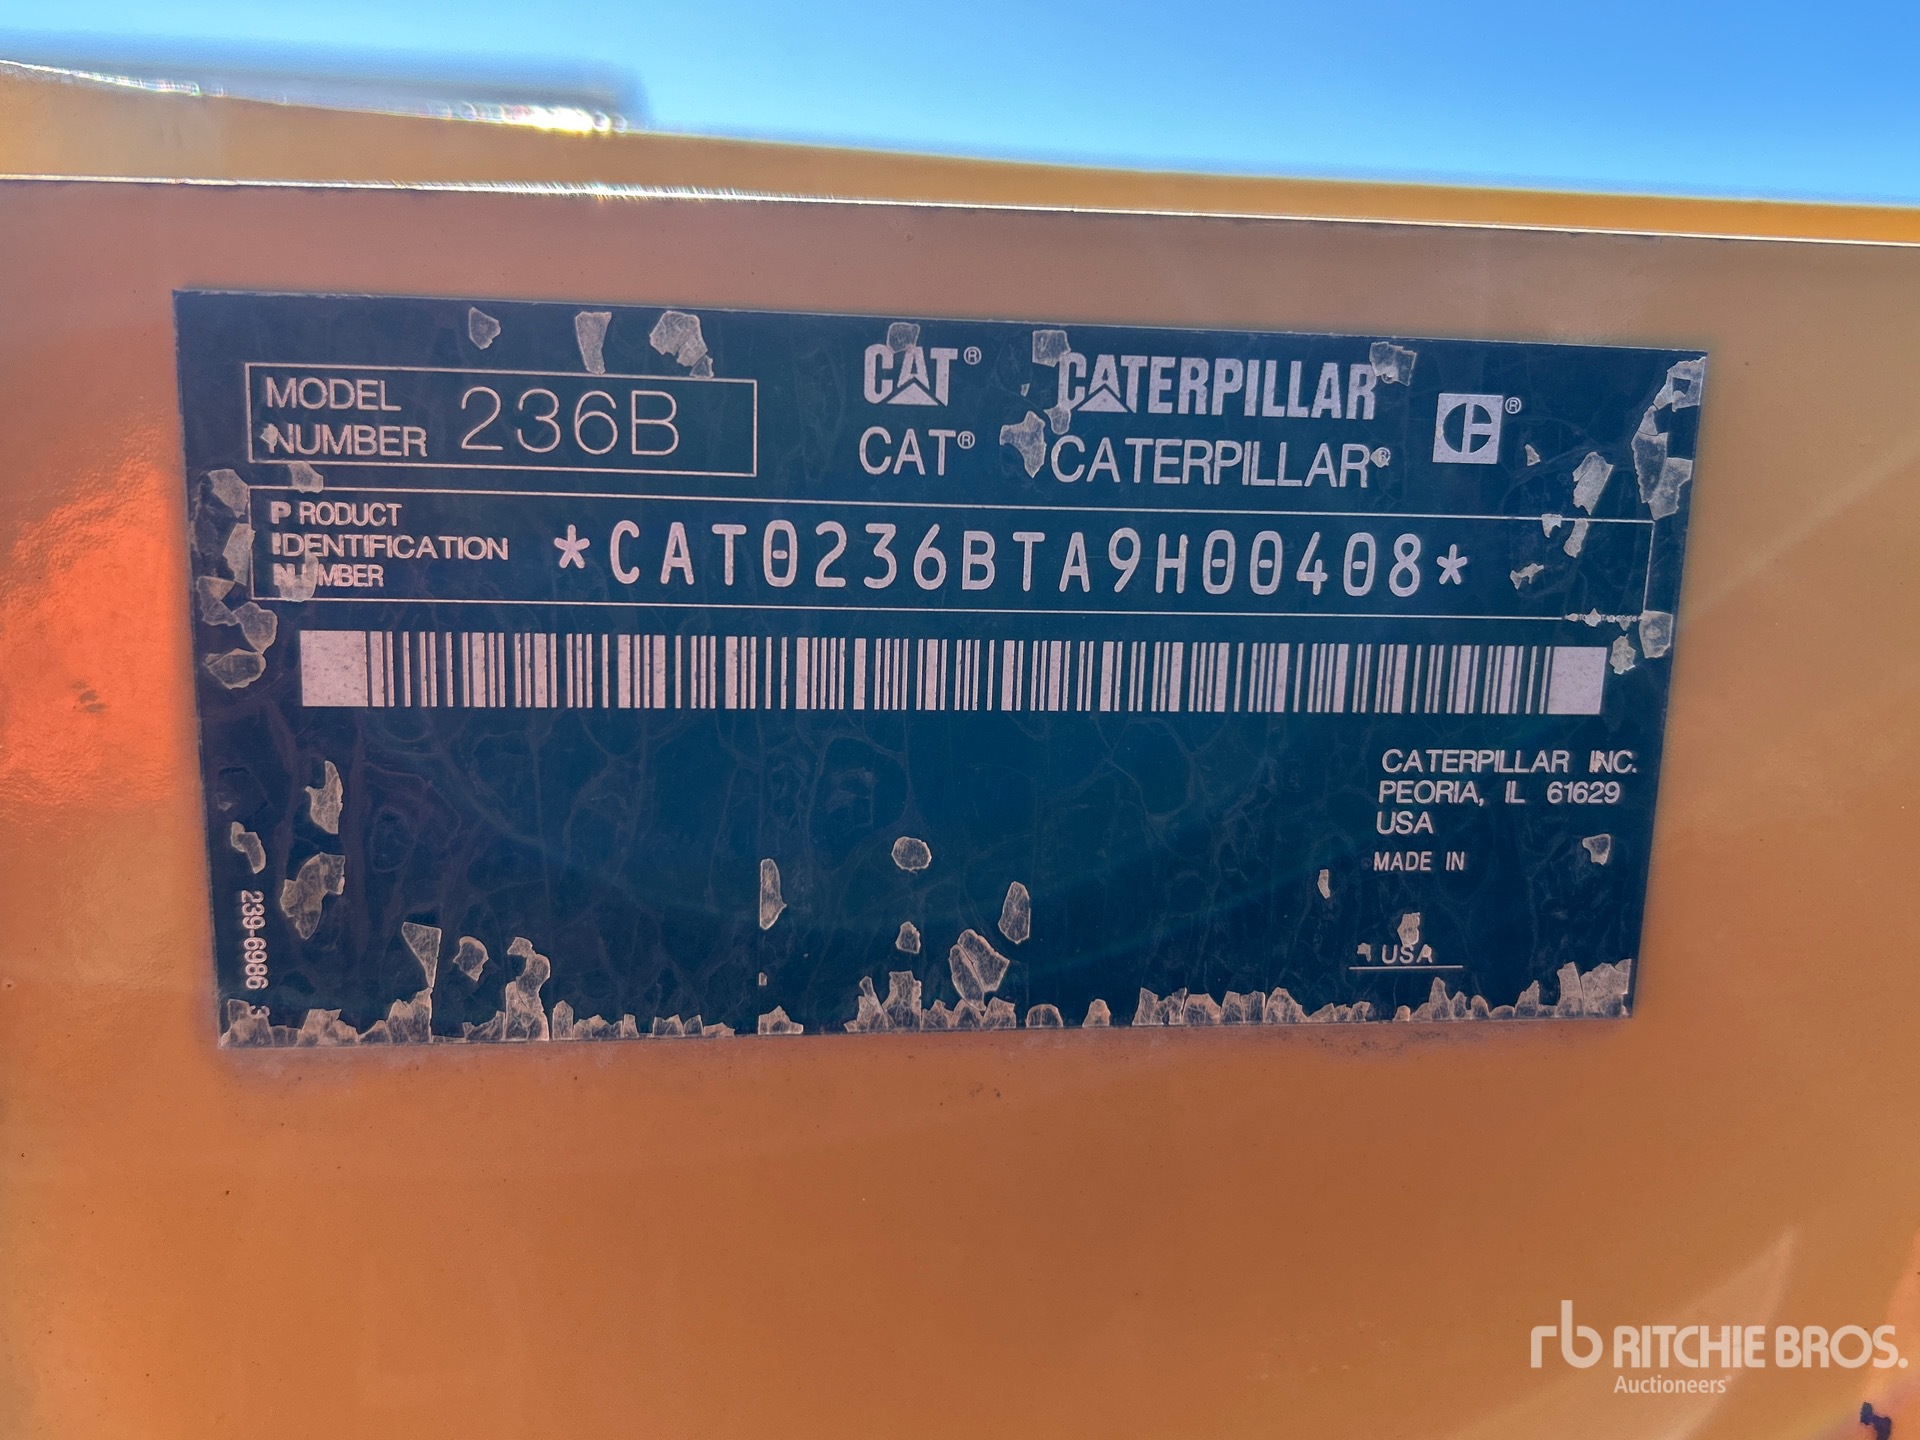 MODEL
NUMBER 236B
CAT® CATERPILLAR®
CAT® CATERPILLAR®
PRODUCT
IDENTIFICATION
NUMBER
*CAT0236BTA9H00408*
CATERPILLAR INC.
PEORIA, IL 61629
USA
MADE IN
USA
239-6986 3
rb RITCHIE BROS.
Auctioneers